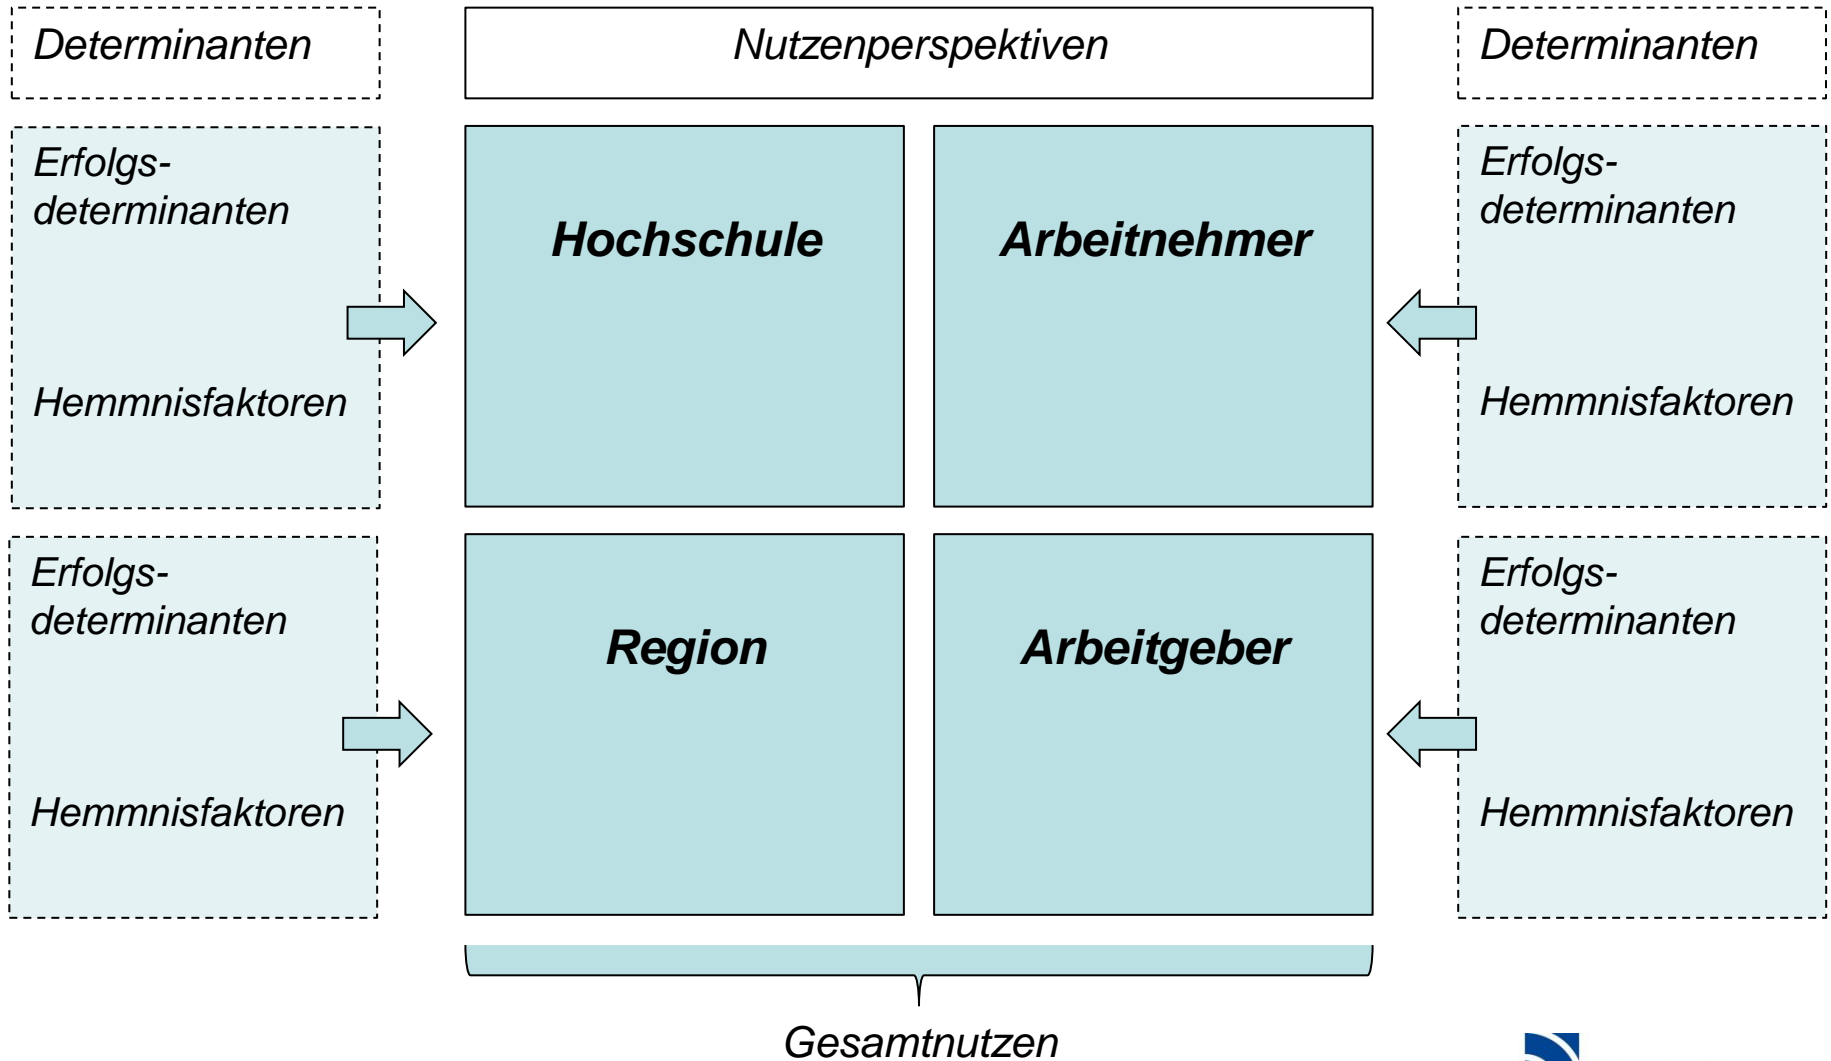 Determinanten
Nutzenperspektiven
Determinanten
Erfolgs-
determinanten
Hemmnisfaktoren
Hochschule
Arbeitnehmer
Erfolgs-
determinanten
Hemmnisfaktoren
Erfolgs-
determinanten
Hemmnisfaktoren
Region
Arbeitgeber
Erfolgs-
determinanten
Hemmnisfaktoren
Gesamtnutzen